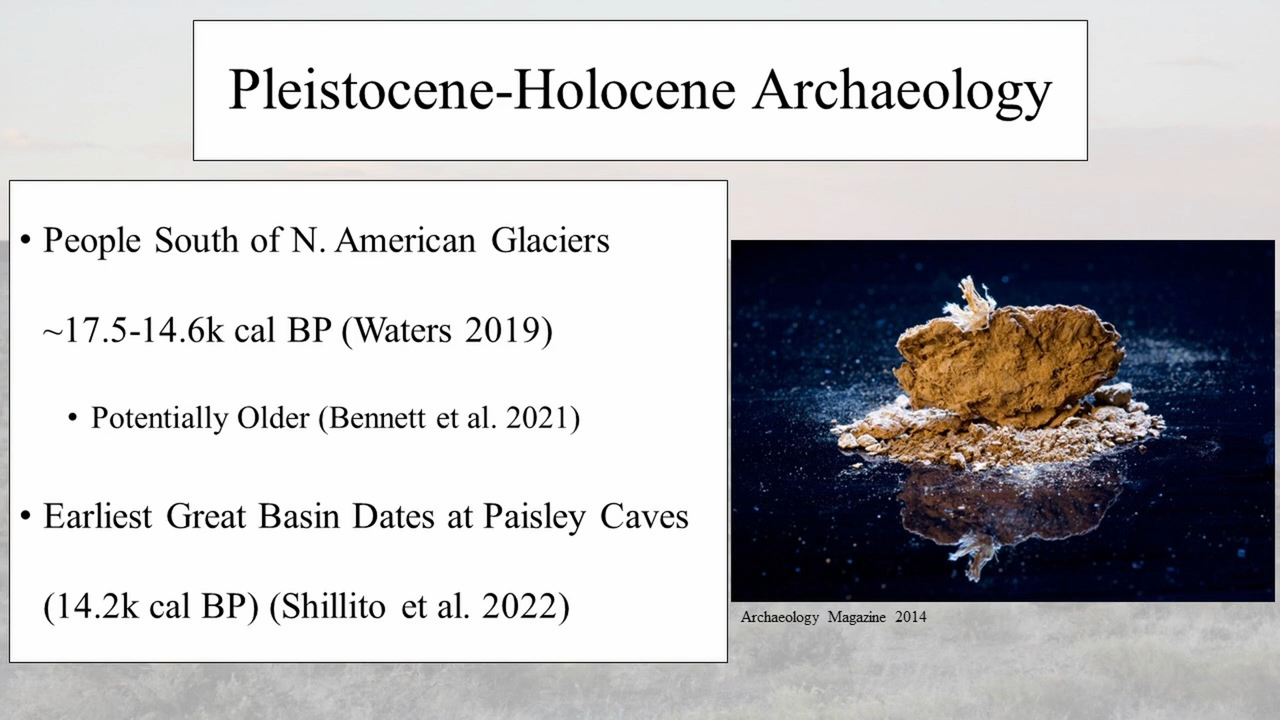 Pleistocene-Holocene Archaeology
• People South of N. American Glaciers
~17.5-14.6k cal BP (Waters 2019)
• Potentially Older (Bennett et al. 2021)
• Earliest Great Basin Dates at Paisley Caves
(14.2k cal BP) (Shillito et al. 2022)
Archaeology Magazine 2014